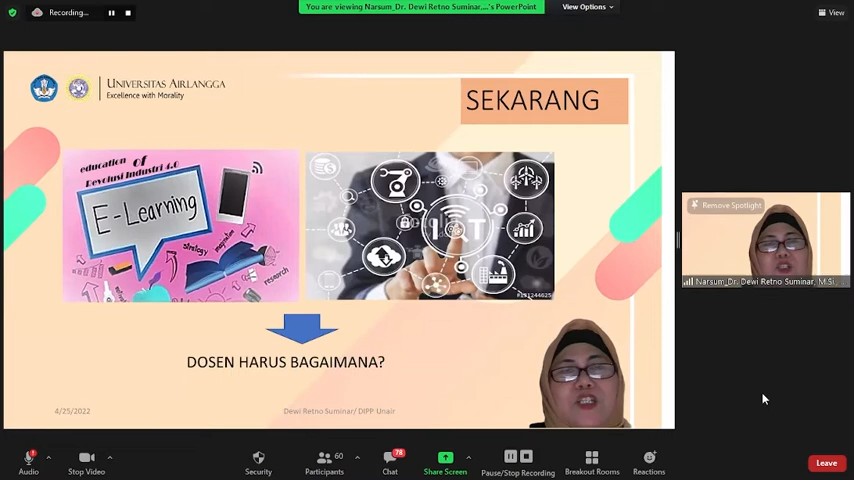 Recording...
You are viewing Narsum_Dr. Dewi Retno Suminar,...'s PowerPoint
View Options
View
UNIVERSITAS AIRLANGGA
Excellence with Morality
SEKARANG
education of
Revolusi Industri 4.0
E-Learning
strategy
research
#191244625
DOSEN HARUS BAGAIMANA?
4/25/2022
Dewi Retno Suminar/ DIPP Unair
Remove Spotlight
Narsum_Dr. Dewi Retno Suminar, M.Si,...
Audio
Stop Video
Security
60
Participants
78
Chat
Share Screen
Pause/Stop Recording
Breakout Rooms
Reactions
Leave